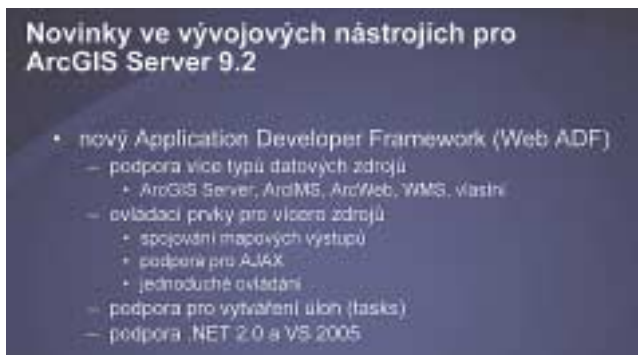 Novinky ve vývojových nástrojích pro
ArcGIS Server 9.2
• nový Application Developer Framework (Web ADF)
– podpora více typů datových zdrojů
• ArcGIS Server, ArcIMS, ArcWeb, WMS, vlastní
– ovládací prvky pro vícero zdrojů
• spojování mapových výstupů
• podpora pro AJAX
• jednoduché ovládání
– podpora pro vytváření úloh (tasks)
– podpora .NET 2.0 a VS 2005